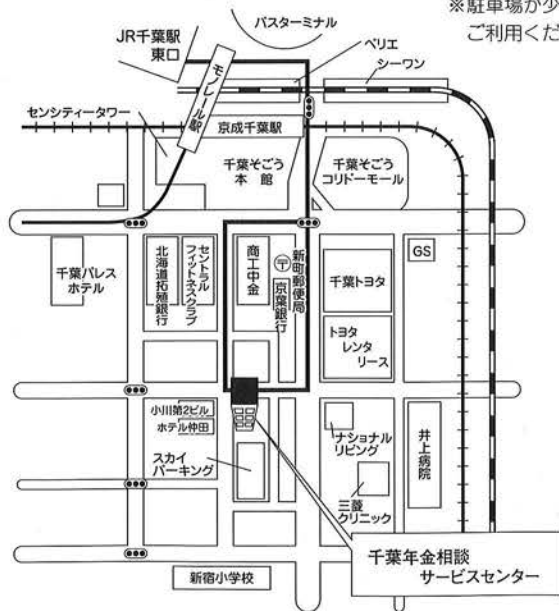 ※駐車場が少
ご利用くだ
バスターミナル
JR千葉駅
東口
ペリエ
シーワン
モノレール駅
センシティータワー
京成千葉駅
千葉そごう
本館
千葉そごう
コリドーモール
千葉パレス
ホテル
北海道拓殖銀行
セントラル
フィットネスクラブ
商工中金
〒
新町郵便局
京葉銀行
千葉トヨタ
GS
トヨタ
レンタ
リース
小川第2ビル
ホテル仲田
スカイ
パーキング
ナショナル
リビング
三菱
クリニック
井上病院
千葉年金相談
サービスセンター
新宿小学校